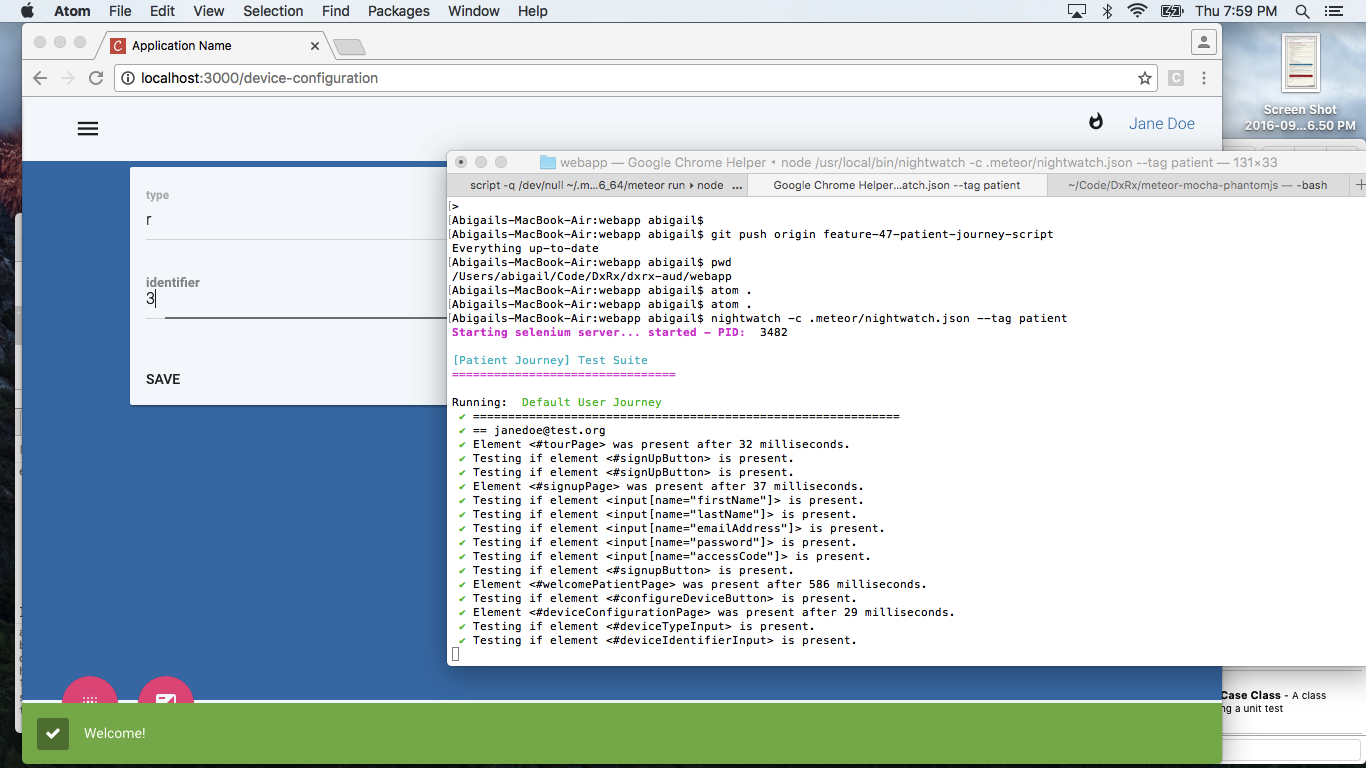 Atom File Edit View Selection Find Packages Window Help
Thu 7:59 PM
Application Name
localhost:3000/device-configuration
Jane Doe
type
r
identifier
3
SAVE
Welcome!
webapp — Google Chrome Helper • node /usr/local/bin/nightwatch -c .meteor/nightwatch.json --tag patient — 131×33
script -q /dev/null ~/.m...6_64/meteor run ▸ node ...
Google Chrome Helper...atch.json --tag patient
~/Code/DxRx/meteor-mocha-phantomjs — -bash
[>
[Abigails-MacBook-Air:webapp abigail$
[Abigails-MacBook-Air:webapp abigail$ git push origin feature-47-patient-journey-script
Everything up-to-date
[Abigails-MacBook-Air:webapp abigail$ pwd
/Users/abigail/Code/DxRx/dxrx-aud/webapp
[Abigails-MacBook-Air:webapp abigail$ atom .
[Abigails-MacBook-Air:webapp abigail$ atom .
[Abigails-MacBook-Air:webapp abigail$ nightwatch -c .meteor/nightwatch.json --tag patient
Starting selenium server... started - PID: 3482
[Patient Journey] Test Suite
================================
Running: Default User Journey
✔ =============================================================
✔ == janedoe@test.org
✔ Element <#tourPage> was present after 32 milliseconds.
✔ Testing if element <#signUpButton> is present.
✔ Testing if element <#signUpButton> is present.
✔ Element <#signupPage> was present after 37 milliseconds.
✔ Testing if element <input[name="firstName"]> is present.
✔ Testing if element <input[name="lastName"]> is present.
✔ Testing if element <input[name="emailAddress"]> is present.
✔ Testing if element <input[name="password"]> is present.
✔ Testing if element <input[name="accessCode"]> is present.
✔ Testing if element <#signupButton> is present.
✔ Element <#welcomePatientPage> was present after 586 milliseconds.
✔ Testing if element <#configureDeviceButton> is present.
✔ Element <#deviceConfigurationPage> was present after 29 milliseconds.
✔ Testing if element <#deviceTypeInput> is present.
✔ Testing if element <#deviceIdentifierInput> is present.
Screen Shot
2016-09...6.50 PM
Case Class - A class
ng a unit test